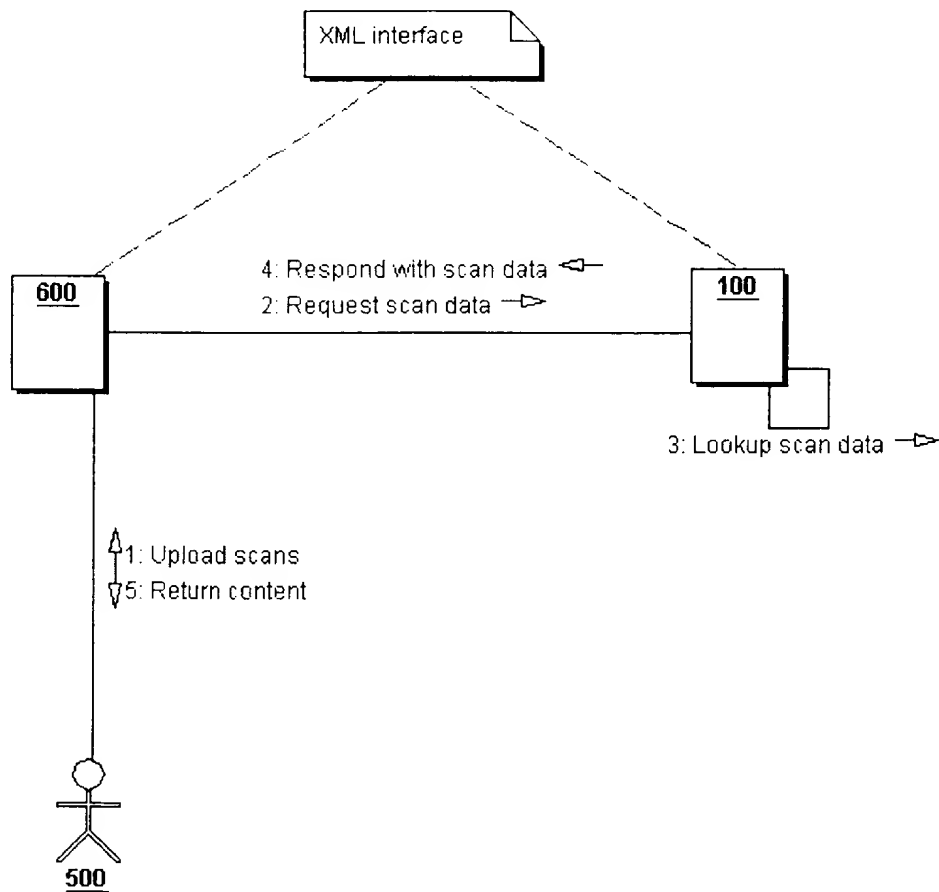 XML interface
600
4: Respond with scan data
2: Request scan data
100
3: Lookup scan data
1: Upload scans
5: Return content
500